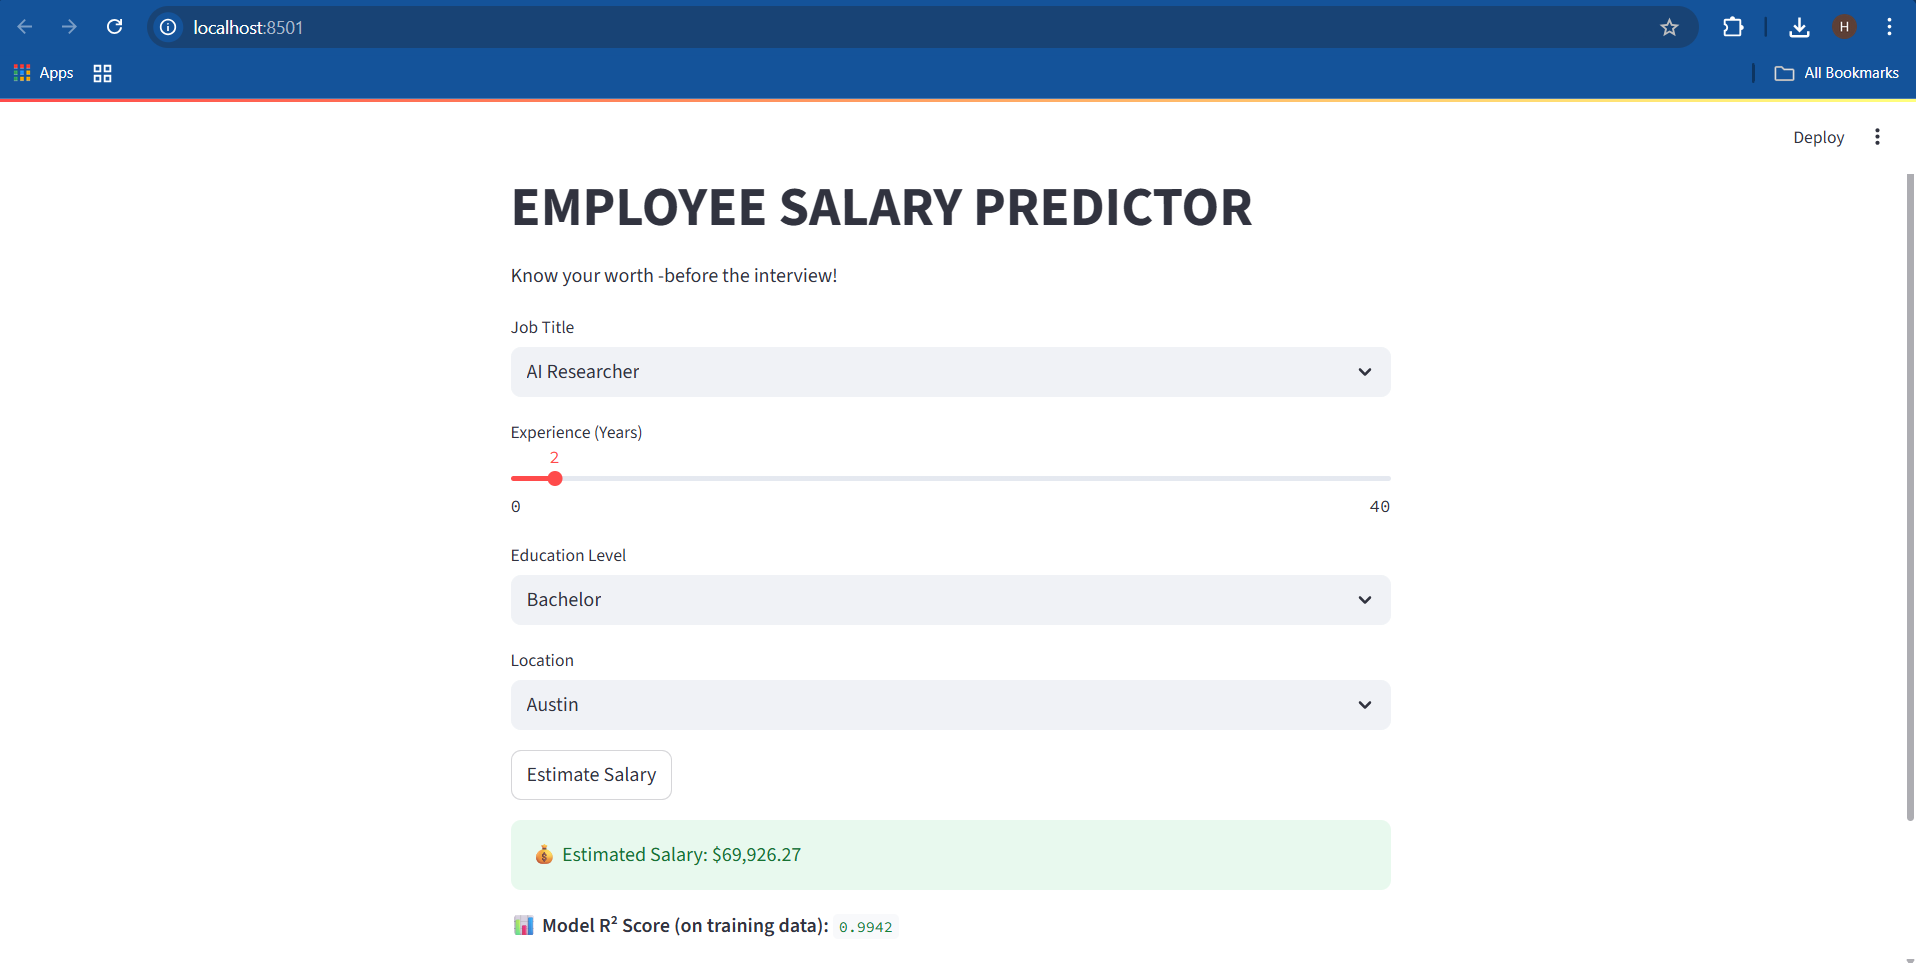 localhost:8501
H
Apps
All Bookmarks
Deploy
EMPLOYEE SALARY PREDICTOR
Know your worth -before the interview!
Job Title
AI Researcher
Experience (Years)
2
0 40
Education Level
Bachelor
Location
Austin
Estimate Salary
💰 Estimated Salary: $69,926.27
📊 Model R² Score (on training data): 0.9942